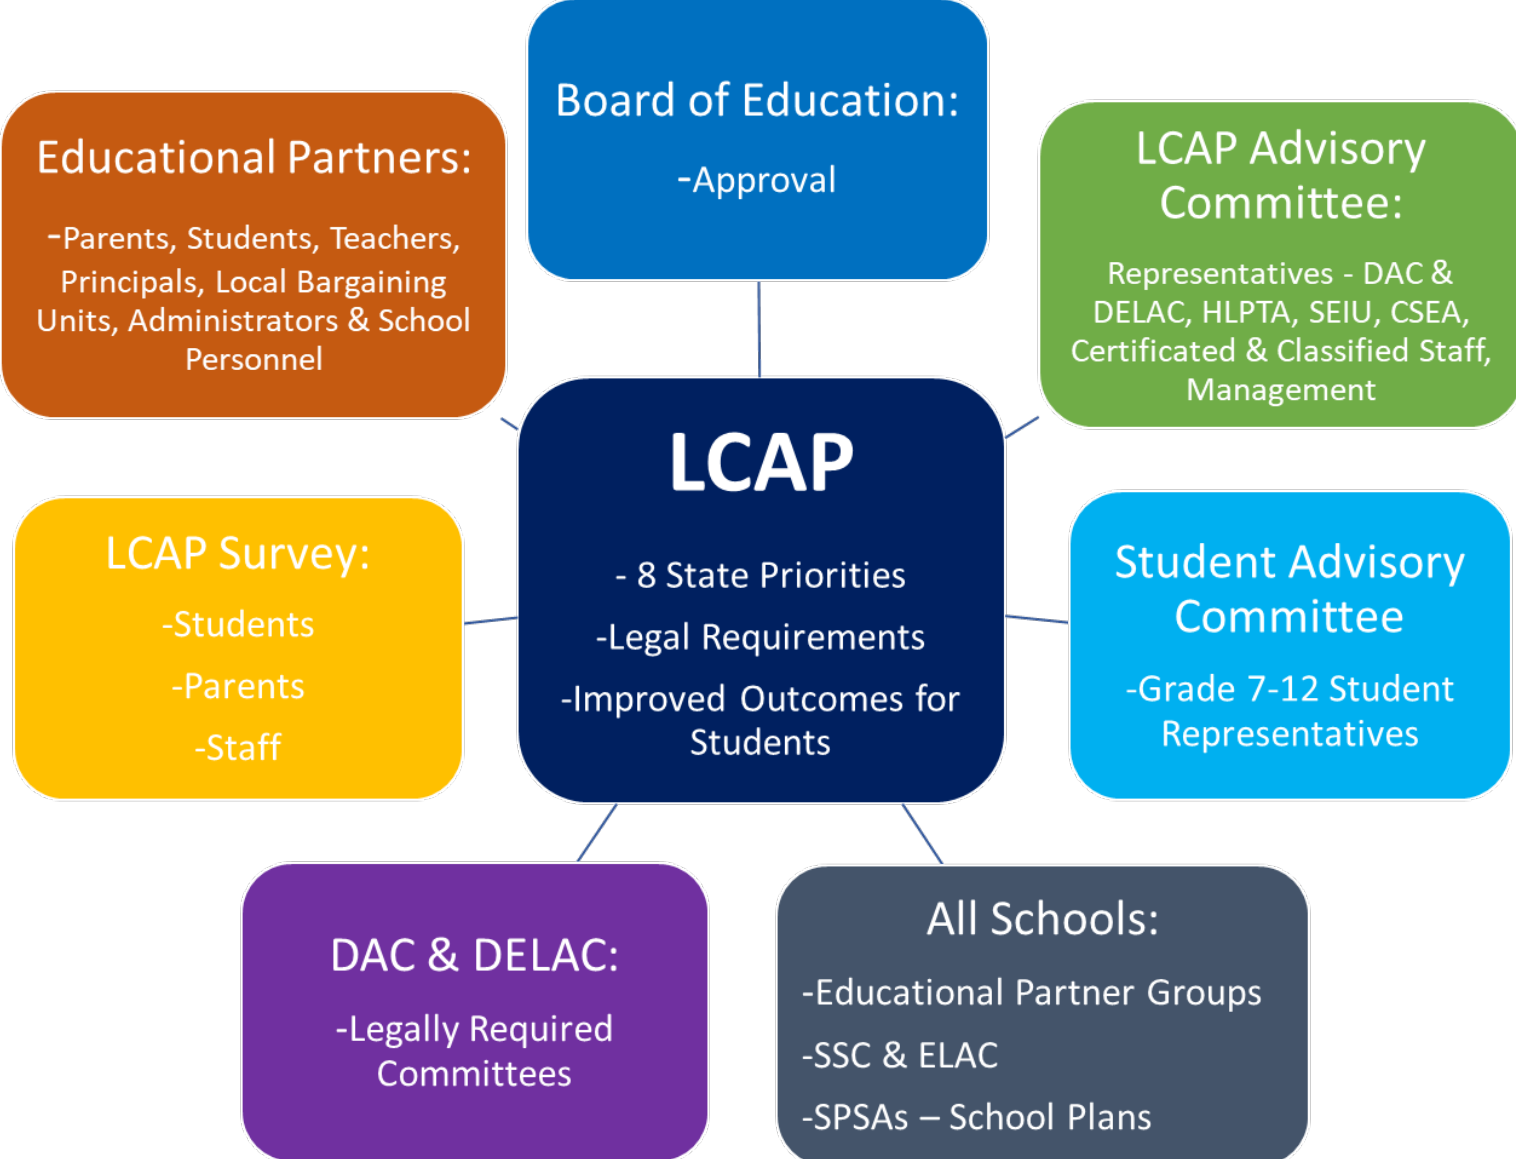 Board of Education:
-Approval
Educational Partners:
-Parents, Students, Teachers,
Principals, Local Bargaining
Units, Administrators & School
Personnel
LCAP Advisory
Committee:
Representatives - DAC &
DELAC, HLPTA, SEIU, CSEA,
Certificated & Classified Staff,
Management
LCAP
- 8 State Priorities
-Legal Requirements
-Improved Outcomes for
Students
LCAP Survey:
-Students
-Parents
-Staff
Student Advisory
Committee
-Grade 7-12 Student
Representatives
DAC & DELAC:
-Legally Required
Committees
All Schools:
-Educational Partner Groups
-SSC & ELAC
-SPSAs – School Plans